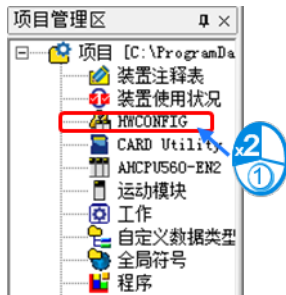 项目管理区
项目 [C:\ProgramDa
装置注释表
装置使用状况
HWCONFIG
CARD Utility
x2
AHCPU560-EN2
1
运动模块
工作
自定义数据类型
全局符号
程序